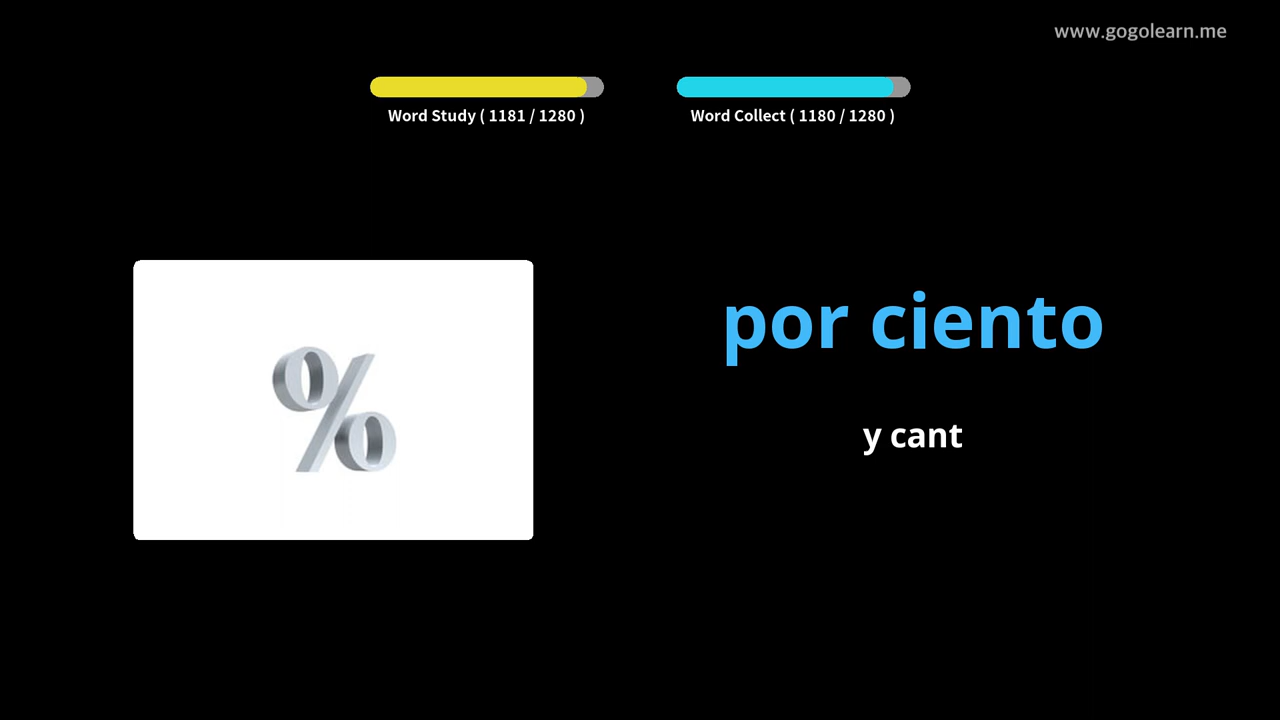 www.gogolearn.me
Word Study ( 1181 / 1280 )
Word Collect ( 1180 / 1280 )
%
por ciento
y cant